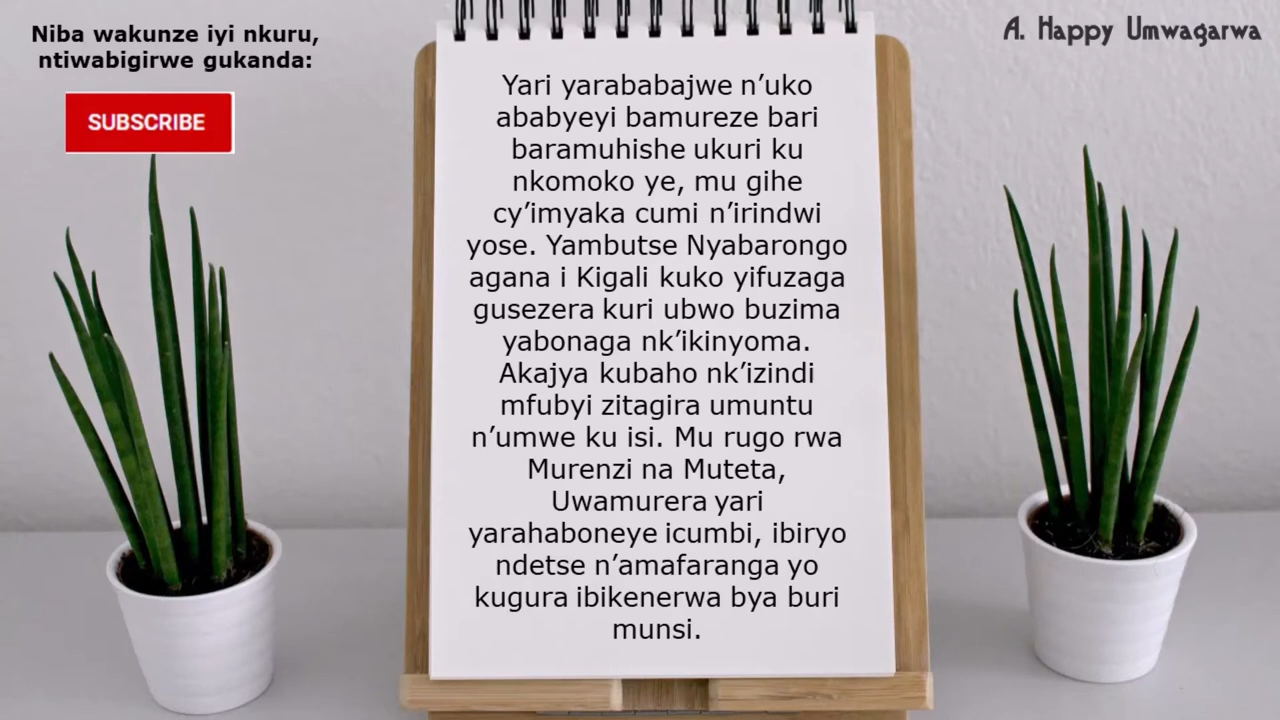 Niba wakunze iyi nkuru,
ntiwabigirwe gukanda:
SUBSCRIBE
A. Happy Umwagarwa
Yari yarababajwe n’uko
ababyeyi bamureze bari
baramuhishe ukuri ku
nkomoko ye, mu gihe
cy’imyaka cumi n’irindwi
yose. Yambutse Nyabarongo
agana i Kigali kuko yifuzaga
gusezera kuri ubwo buzima
yabonaga nk’ikinyoma.
Akajya kubaho nk’izindi
mfubyi zitagira umuntu
n’umwe ku isi. Mu rugo rwa
Murenzi na Muteta,
Uwamurera yari
yarahaboneye icumbi, ibiryo
ndetse n’amafaranga yo
kugura ibikenerwa bya buri
munsi.